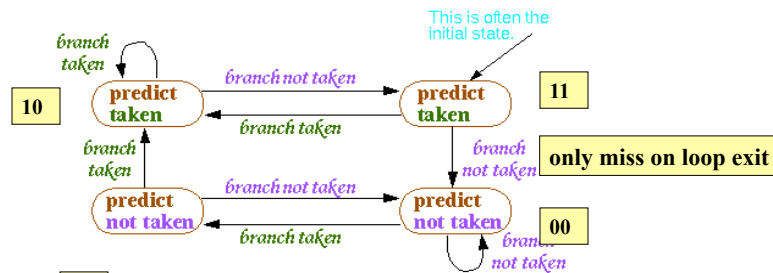 This is often the
initial state.
branch
taken
10
predict
taken
branch not taken
branch taken
predict
taken
11
branch
taken
branch
not taken
only miss on loop exit
predict
not taken
branch not taken
branch taken
predict
not taken
00
branch
not taken